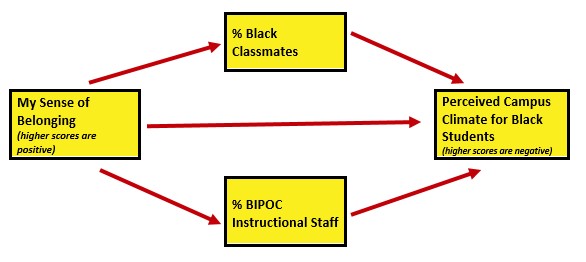 % Black
Classmates
My Sense of
Belonging
(higher scores are
positive)
Perceived Campus
Climate for Black
Students
(higher scores are negative)
% BIPOC
Instructional Staff